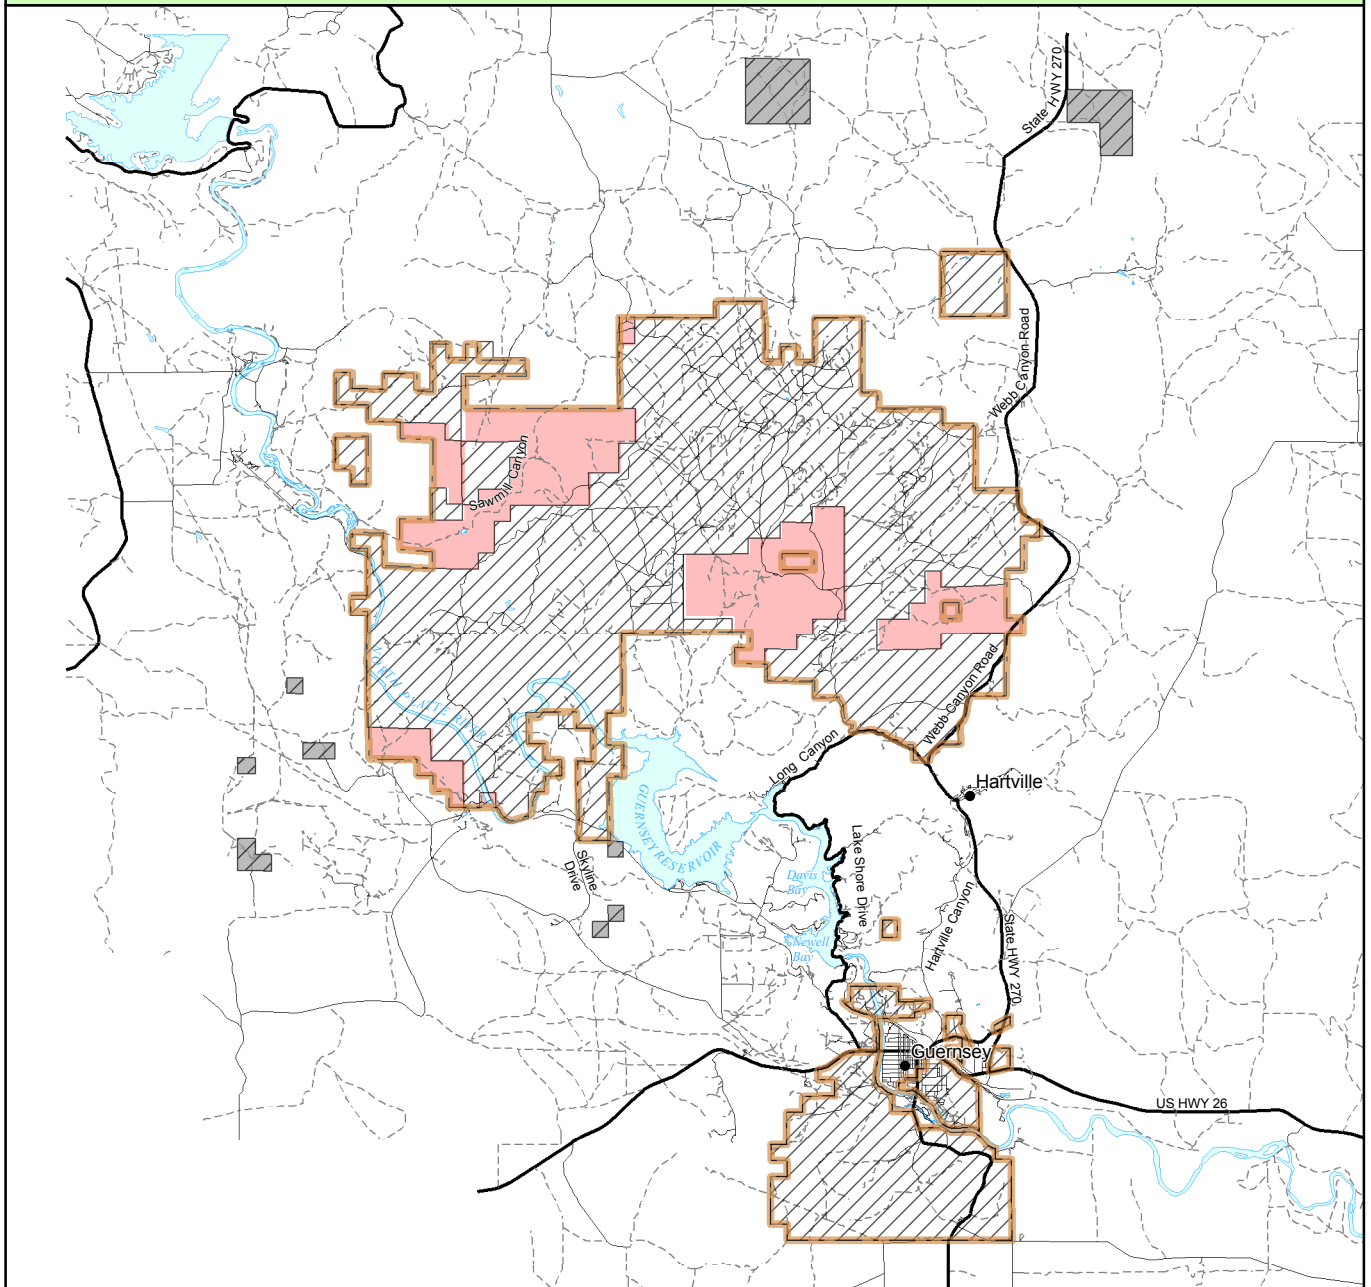 State HWY 270
Webb Canyon Road
Sawmill Canyon
NORTH PLATTE RIVER
Webb Canyon Road
Long Canyon
Hartville
GUERNSEY RESERVOIR
Skyline
Drive
Lake Shore Drive
Davis
Bay
Hartville Canyon
State HWY 270
Newell
Bay
Guernsey
US HWY 26